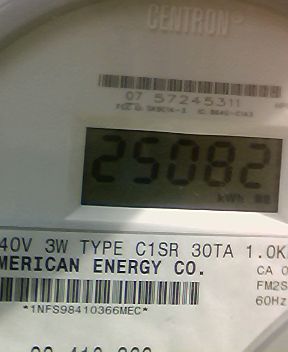 CENTRON®
07 57245311
25082
kWh
40V 3W TYPE C1SR 30TA 1.0K
MERICAN ENERGY CO.
CA 0
FM2S
60Hz
*1NFS98410366MEC*